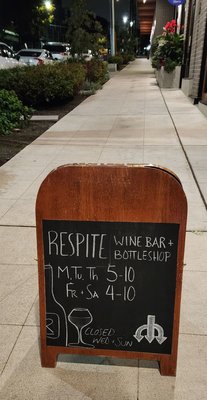 RESPITE WINE BAR +
BOTTLESHOP
M, Tu, Th 5-10
Fr + Sa 4-10
CLOSED
WED + SUN